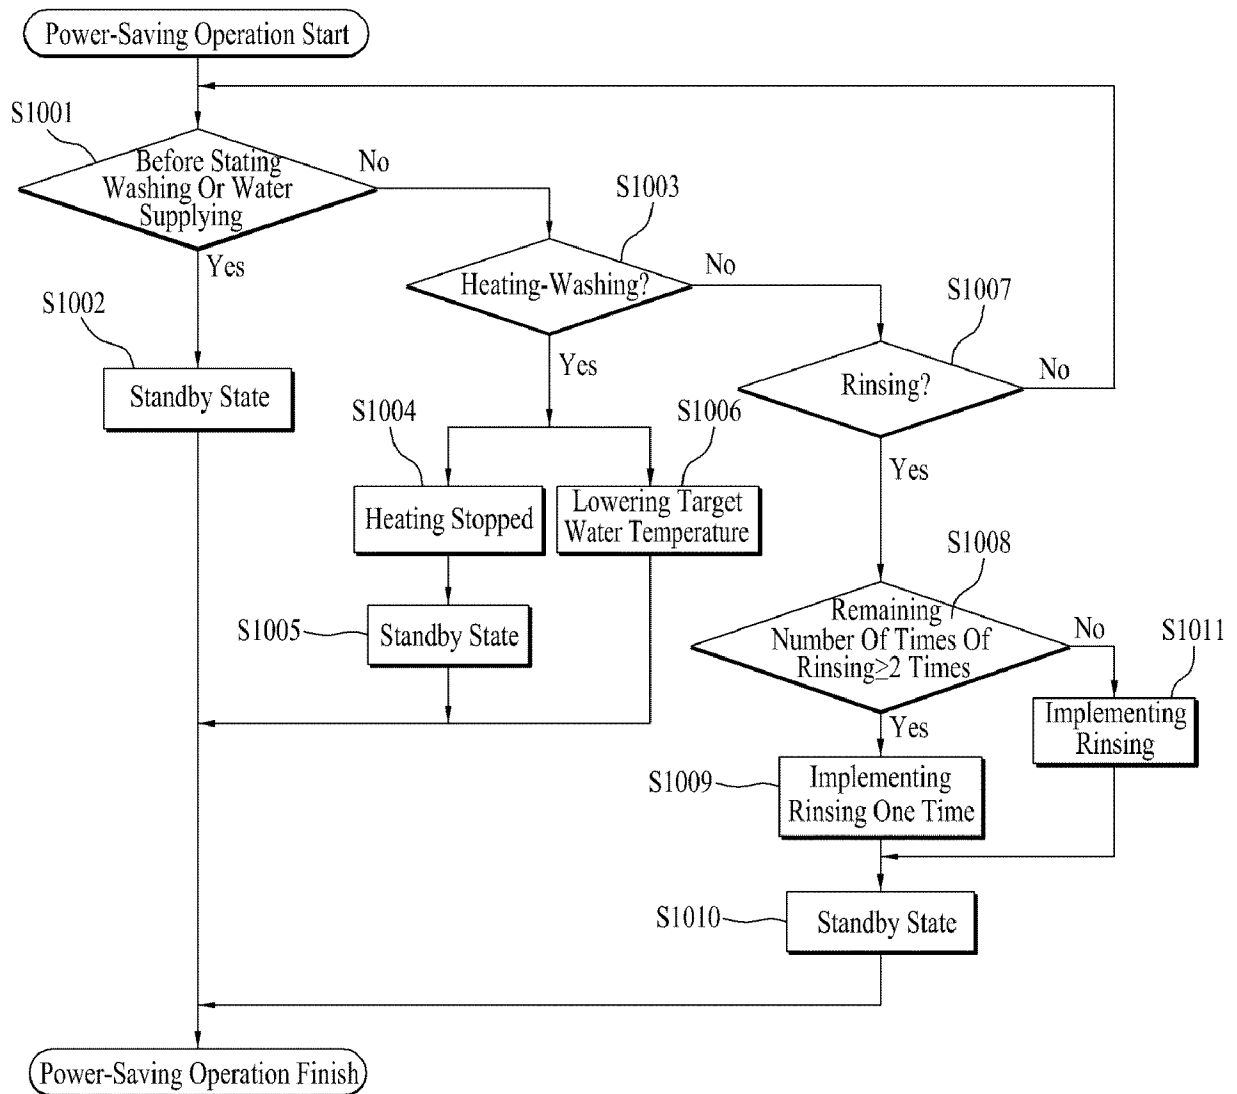 Power-Saving Operation Start
S1001
Before Stating
Washing Or Water
Supplying
No
Yes
S1002
Standby State
S1003
Heating-Washing?
No
Yes
S1004
Heating Stopped
S1005
Standby State
S1006
Lowering Target
Water Temperature
S1007
Rinsing?
No
Yes
S1008
Remaining
Number Of Times Of
Rinsing≥2 Times
No
Yes
S1009
Implementing
Rinsing One Time
S1011
Implementing
Rinsing
S1010
Standby State
Power-Saving Operation Finish